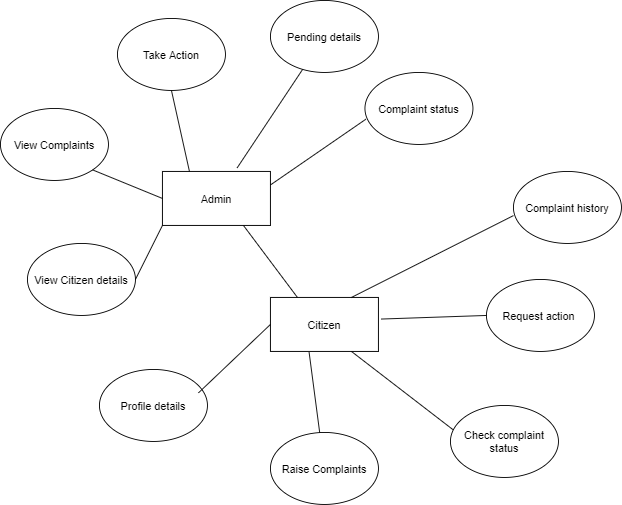 Pending details
Take Action
Complaint status
View Complaints
Admin
Complaint history
View Citizen details
Request action
Citizen
Profile details
Check complaint
status
Raise Complaints